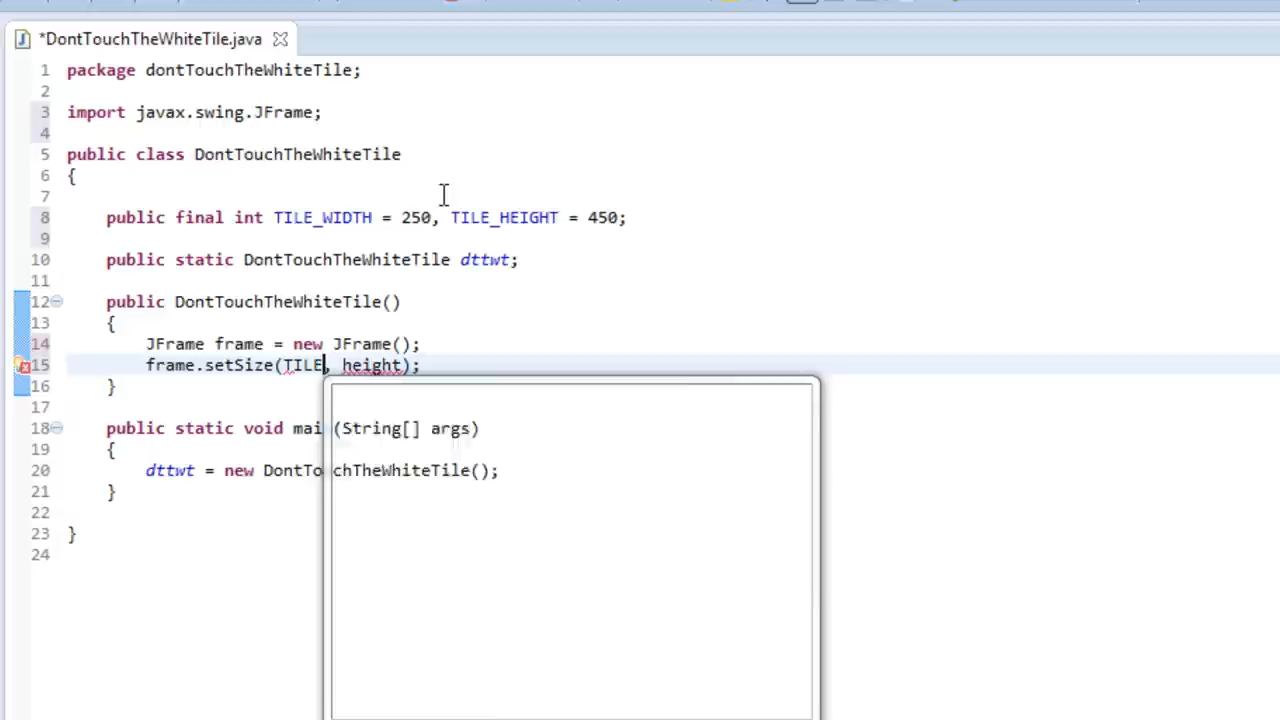 *DontTouchTheWhiteTile.java
1 package dontTouchTheWhiteTile;
2
3 import javax.swing.JFrame;
4
5 public class DontTouchTheWhiteTile
6 {
7
8 public final int TILE_WIDTH = 250, TILE_HEIGHT = 450;
9
10 public static DontTouchTheWhiteTile dttwt;
11
12 public DontTouchTheWhiteTile()
13 {
14 JFrame frame = new JFrame();
15 frame.setSize(TILE, height);
16 }
17
18 public static void mai (String[] args)
19 {
20 dttwt = new DontTouchTheWhiteTile();
21 }
22
23 }
24